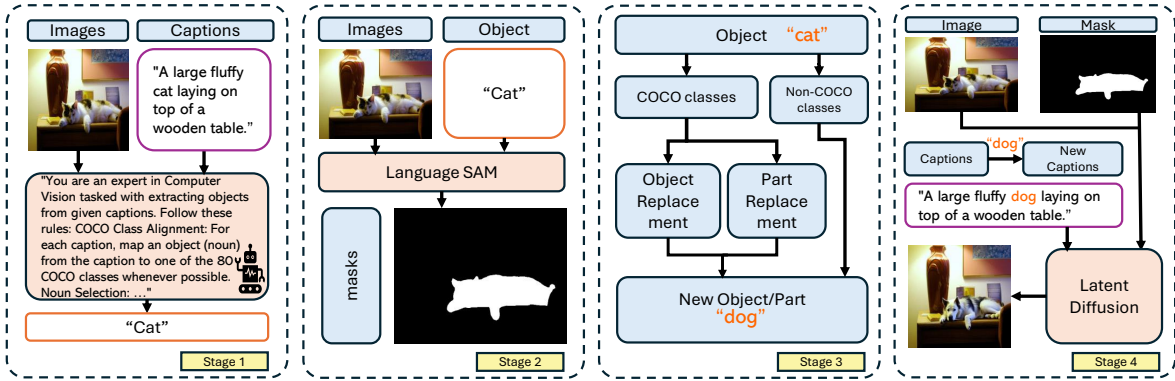 Images
Captions
"A large fluffy
cat laying on
top of a
wooden table."
"You are an expert in Computer
Vision tasked with extracting objects
from given captions. Follow these
rules: COCO Class Alignment: For
each caption, map an object (noun)
from the caption to one of the 80
COCO classes whenever possible.
Noun Selection: ..."
“Cat”
Stage 1
Images
Object
“Cat”
Language SAM
masks
Stage 2
Object “cat”
COCO classes
Non-COCO
classes
Object
Replace
ment
Part
Replace
ment
New Object/Part
“dog”
Stage 3
Image
Mask
“dog”
Captions
New
Captions
"A large fluffy dog laying on
top of a wooden table.”
Latent
Diffusion
Stage 4